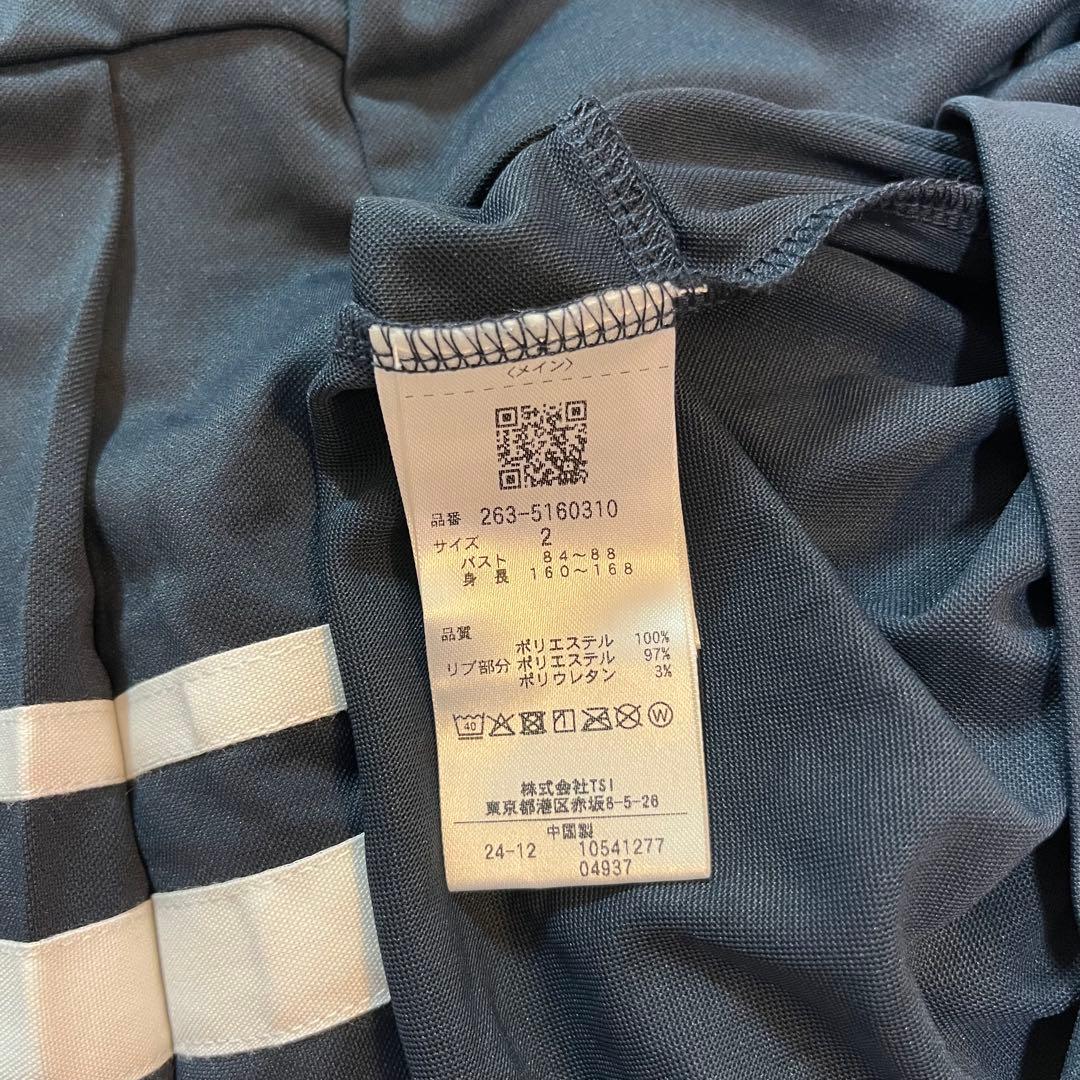 〈メイン〉
品番 263-5160310
サイズ 2
バスト 84〜88
身長 160〜168
品質
ポリエステル 100%
リブ部分 ポリエステル 97%
ポリウレタン 3%
40 W
株式会社TSI
東京都港区赤坂8-5-26
中国製
24-12 10541277
04937